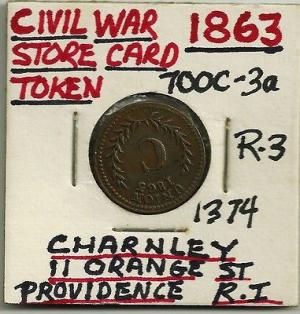 CIVIL WAR 1863
STORE CARD
TOKEN 700C-3a
R-3
1374
CHARNLEY
11 ORANGE ST
PROVIDENCE R.I